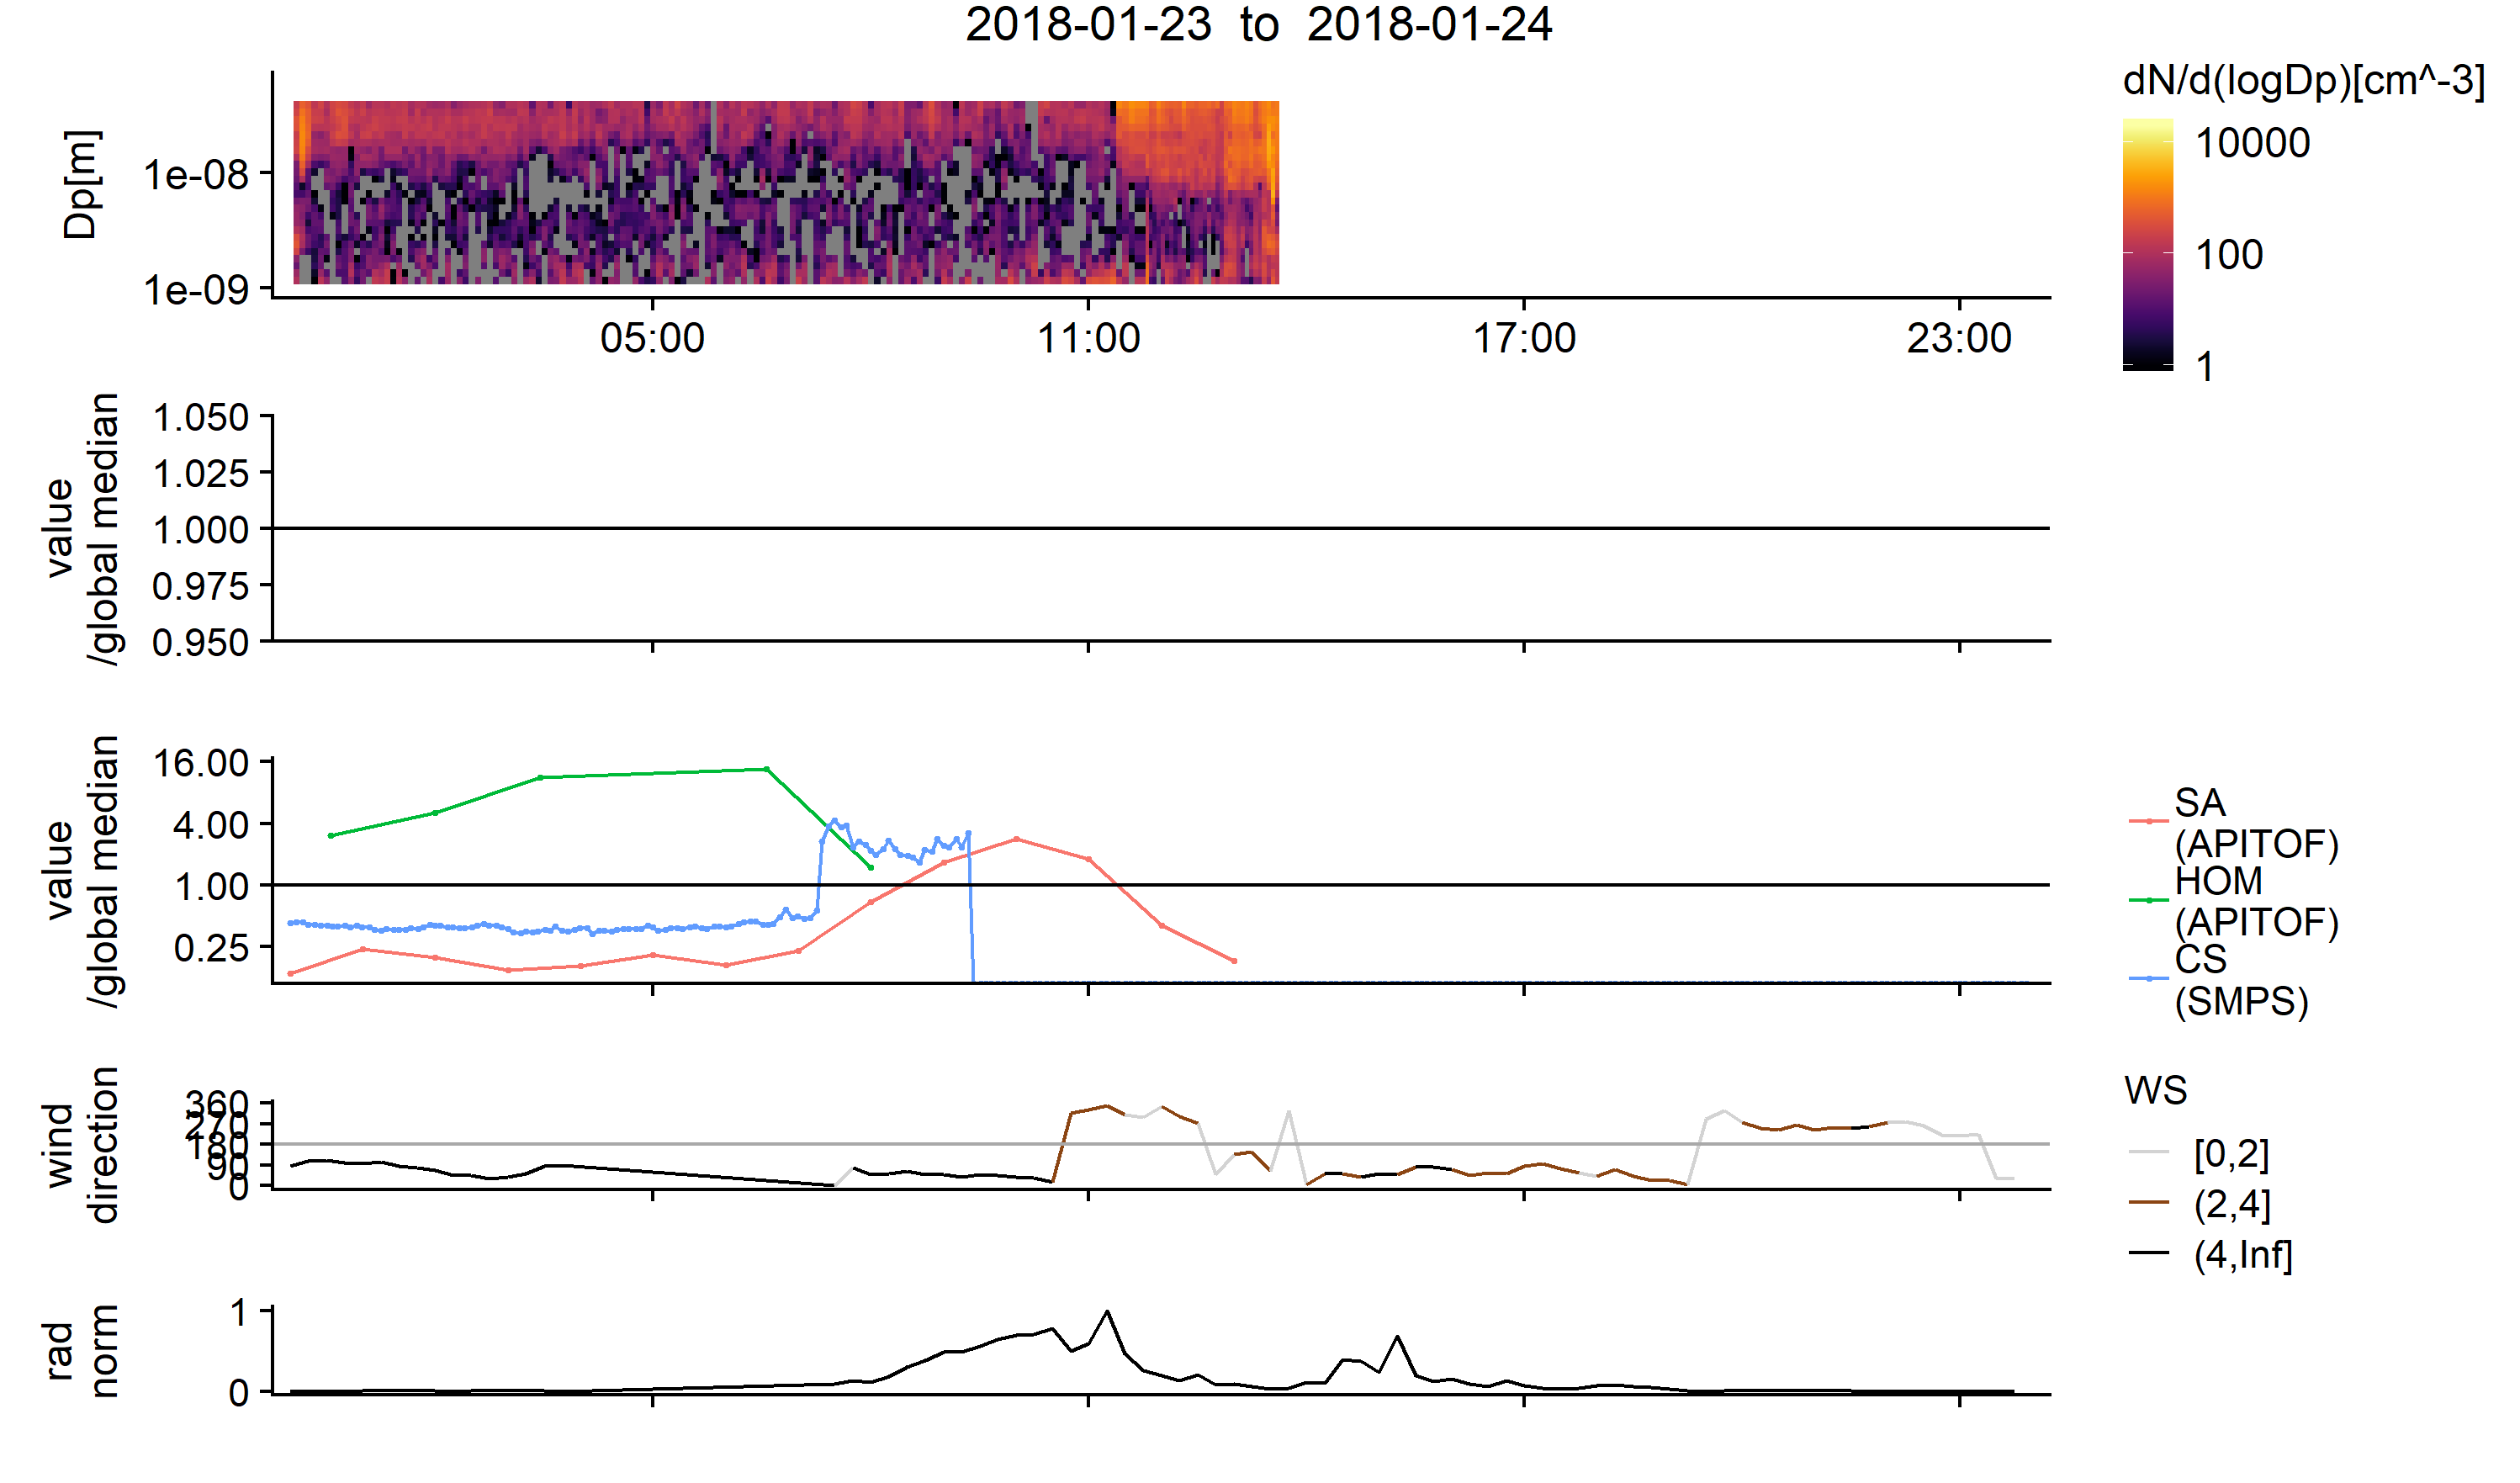 2018-01-23 to 2018-01-24
Dp[m]
1e-08
1e-09
05:00
11:00
17:00
23:00
dN/d(logDp)[cm^-3]
10000
100
1
value
/global median
1.050
1.025
1.000
0.975
0.950
value
/global median
16.00
4.00
1.00
0.25
SA
(APITOF)
HOM
(APITOF)
CS
(SMPS)
wind
direction
360
270
180
90
0
WS
[0,2]
(2,4]
(4,Inf]
rad
norm
1
0